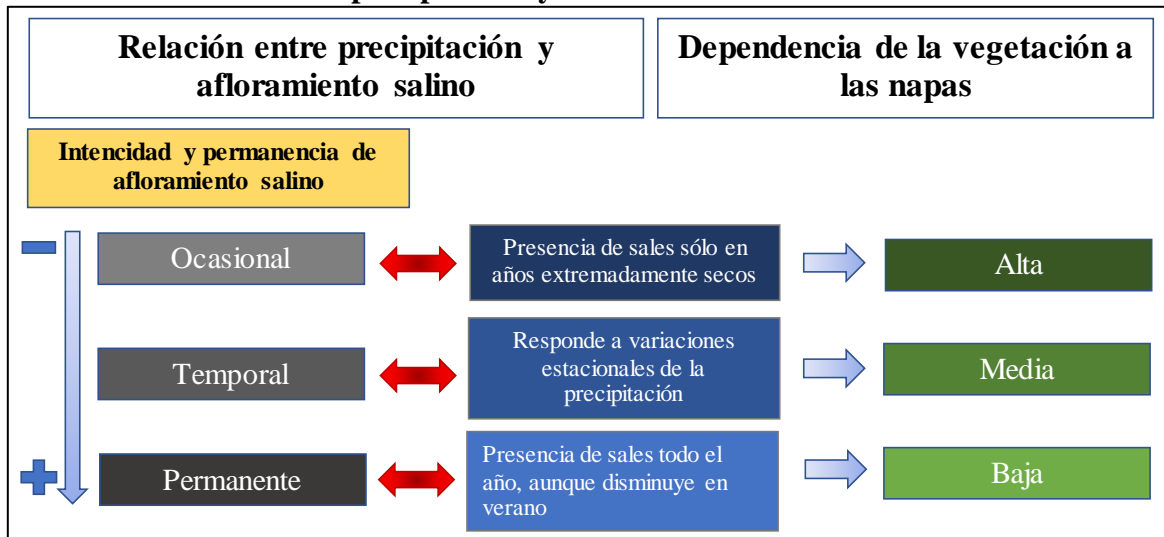 Relación entre precipitación y
afloramiento salino
Dependencia de la vegetación a
las napas
Intencidad y permanencia de
afloramiento salino
Ocasional
Presencia de sales sólo en
años extremadamente secos
Alta
Temporal
Responde a variaciones
estacionales de la
precipitación
Media
Permanente
Presencia de sales todo el
año, aunque disminuye en
verano
Baja